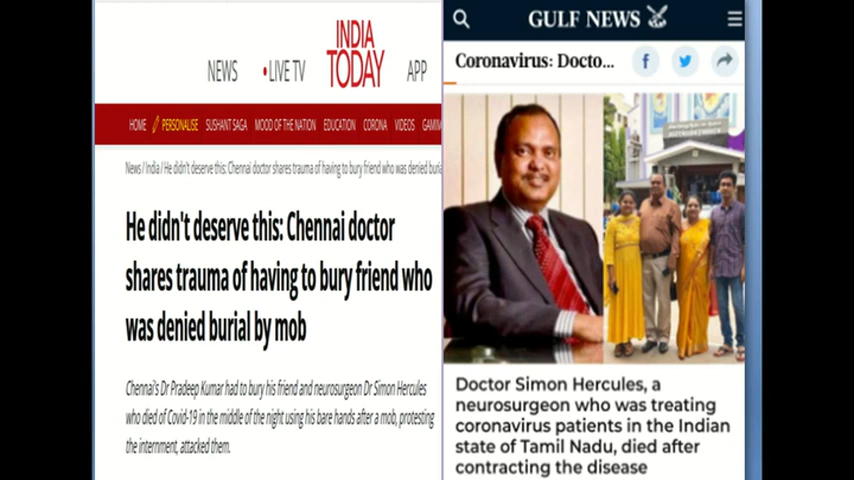 INDIA
TODAY
NEWS
•LIVE TV
APP
HOME
PERSONALISE
SUSHANT SAGA
MOOD OF THE NATION
EDUCATION
CORONA
VIDEOS
News / India / He didn't deserve this: Chennai doctor shares trauma of having to bury friend who was denied
He didn't deserve this: Chennai doctor
shares trauma of having to bury friend who
was denied burial by mob
Chennai's Dr Pradeep Kumar had to bury his friend and neurosurgeon Dr Simon Hercules
who died of Covid-19 in the middle of the night using his bare hands after a mob, protesting
the internment, attacked them.
GULF NEWS
Coronavirus: Docto...
Doctor Simon Hercules, a
neurosurgeon who was treating
coronavirus patients in the Indian
state of Tamil Nadu, died after
contracting the disease